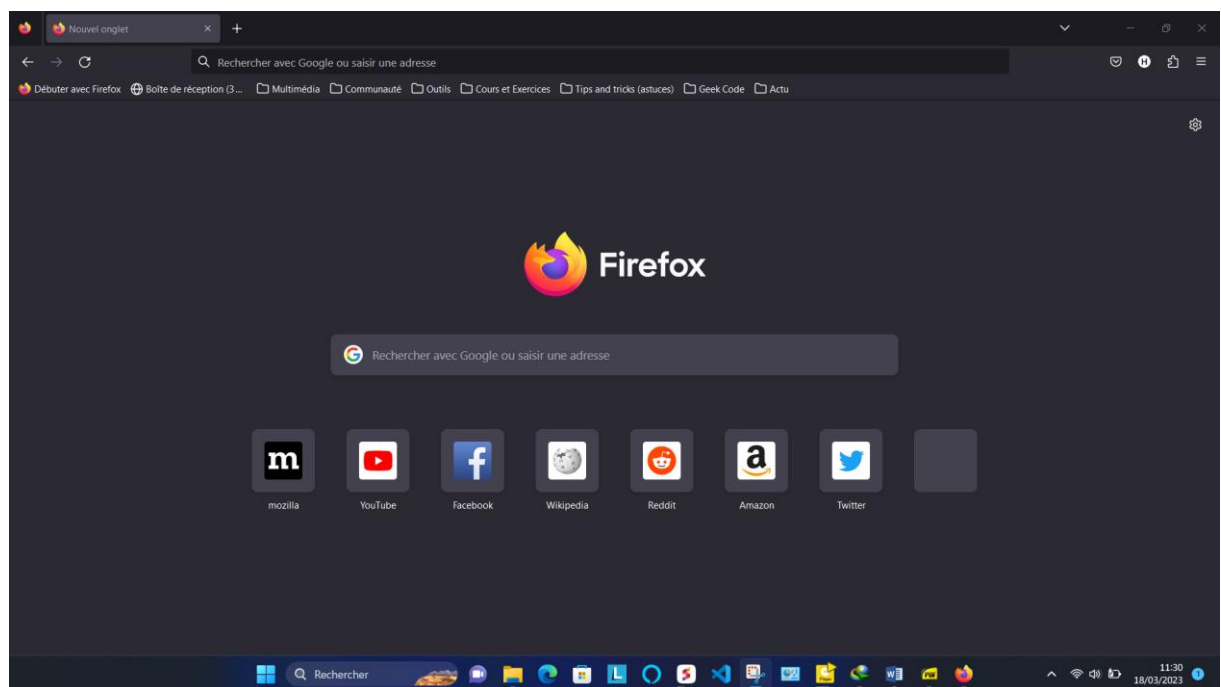 Nouvel onglet
Rechercher avec Google ou saisir une adresse
Débuter avec Firefox Boîte de réception (3... Multimédia Communauté Outils Cours et Exercices Tips and tricks (astuces) Geek Code Actu
Firefox
Rechercher avec Google ou saisir une adresse
m
mozilla YouTube Facebook Wikipedia Reddit Amazon Twitter
Rechercher
11:30
18/03/2023